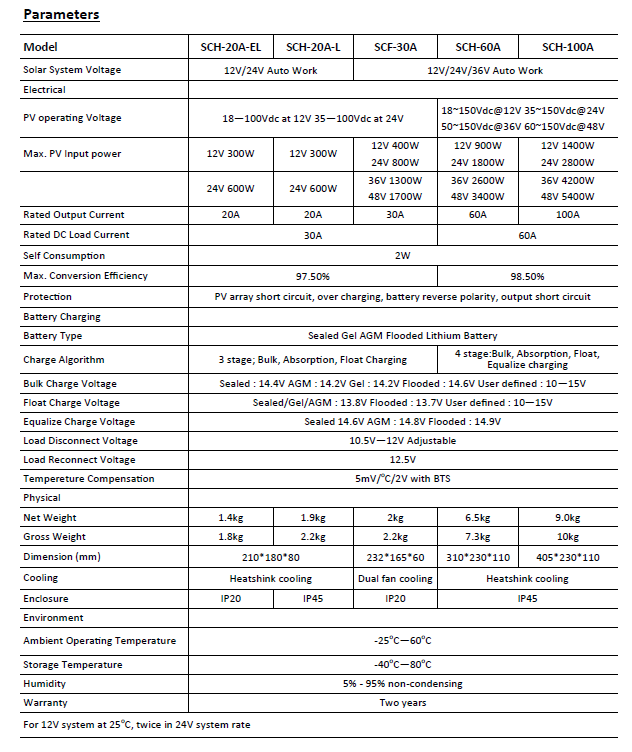 Parameters
Model SCH-20A-EL SCH-20A-L SCF-30A SCH-60A SCH-100A
Solar System Voltage 12V/24V Auto Work 12V/24V/36V Auto Work
Electrical
PV operating Voltage 18—100Vdc at 12V 35—100Vdc at 24V 18~150Vdc@12V 35~150Vdc@24V
50~150Vdc@36V 60~150Vdc@48V
Max. PV Input power 12V 300W 12V 300W 12V 400W 12V 900W 12V 1400W
24V 800W 24V 1800W 24V 2800W
24V 600W 24V 600W 36V 1300W 36V 2600W 36V 4200W
48V 1700W 48V 3400W 48V 5400W
Rated Output Current 20A 20A 30A 60A 100A
Rated DC Load Current 30A 60A
Self Consumption 2W
Max. Conversion Efficiency 97.50% 98.50%
Protection PV array short circuit, over charging, battery reverse polarity, output short circuit
Battery Charging
Battery Type Sealed Gel AGM Flooded Lithium Battery
Charge Algorithm 3 stage; Bulk, Absorption, Float Charging 4 stage:Bulk, Absorption, Float,
Equalize charging
Bulk Charge Voltage Sealed : 14.4V AGM : 14.2V Gel : 14.2V Flooded : 14.6V User defined : 10—15V
Float Charge Voltage Sealed/Gel/AGM : 13.8V Flooded : 13.7V User defined : 10—15V
Equalize Charge Voltage Sealed 14.6V AGM : 14.8V Flooded : 14.9V
Load Disconnect Voltage 10.5V—12V Adjustable
Load Reconnect Voltage 12.5V
Tempereture Compensation 5mV/°C/2V with BTS
Physical
Net Weight 1.4kg 1.9kg 2kg 6.5kg 9.0kg
Gross Weight 1.8kg 2.2kg 2.2kg 7.3kg 10kg
Dimension (mm) 210*180*80 232*165*60 310*230*110 405*230*110
Cooling Heatshink cooling Dual fan cooling Heatshink cooling
Enclosure IP20 IP45 IP20 IP45
Environment
Ambient Operating Temperature -25°C—60°C
Storage Temperature -40°C—80°C
Humidity 5% - 95% non-condensing
Warranty Two years
For 12V system at 25°C, twice in 24V system rate